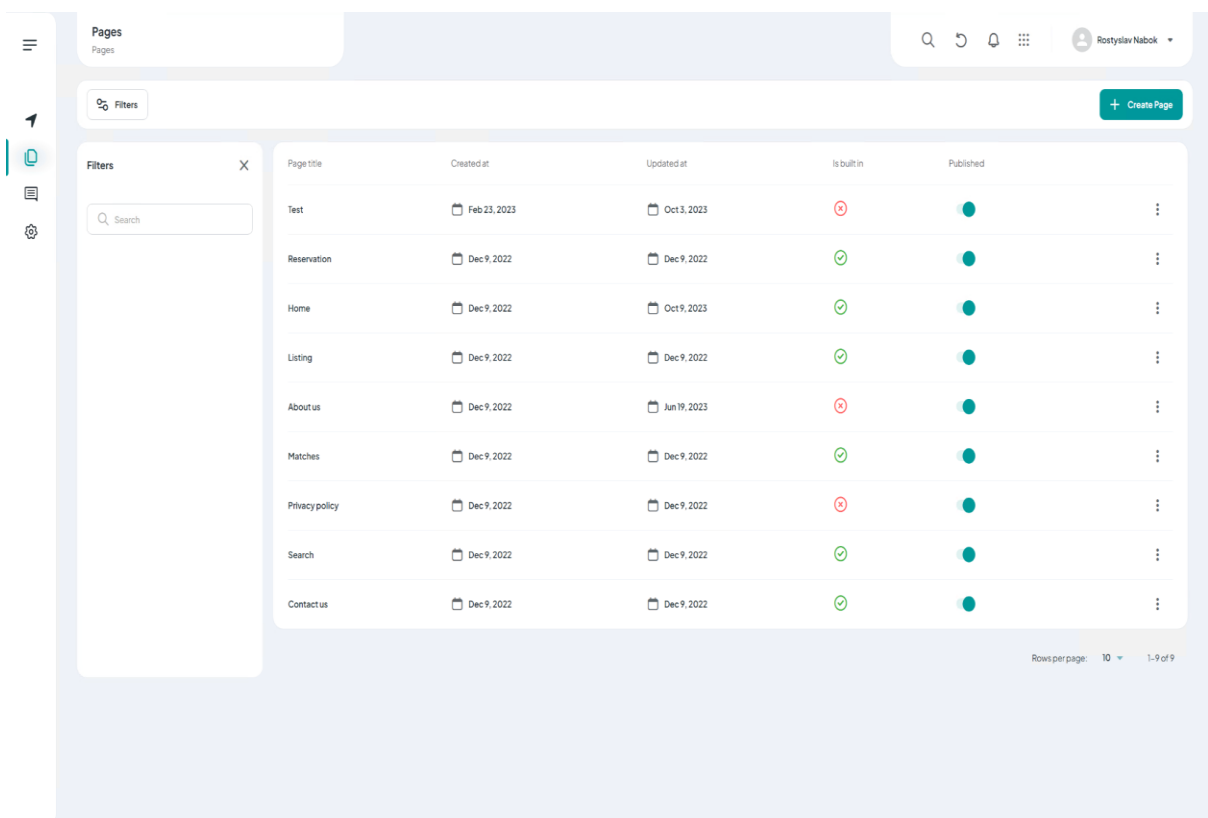 Pages
Pages
Rostyslav Nabok
Filters
Create Page
Filters
Search
Page title Created at Updated at Is built in Published
Test Feb 23, 2023 Oct 3, 2023
Reservation Dec 9, 2022 Dec 9, 2022
Home Dec 9, 2022 Oct 9, 2023
Listing Dec 9, 2022 Dec 9, 2022
About us Dec 9, 2022 Jun 19, 2023
Matches Dec 9, 2022 Dec 9, 2022
Privacy policy Dec 9, 2022 Dec 9, 2022
Search Dec 9, 2022 Dec 9, 2022
Contact us Dec 9, 2022 Dec 9, 2022
Rows per page: 10 1-9 of 9